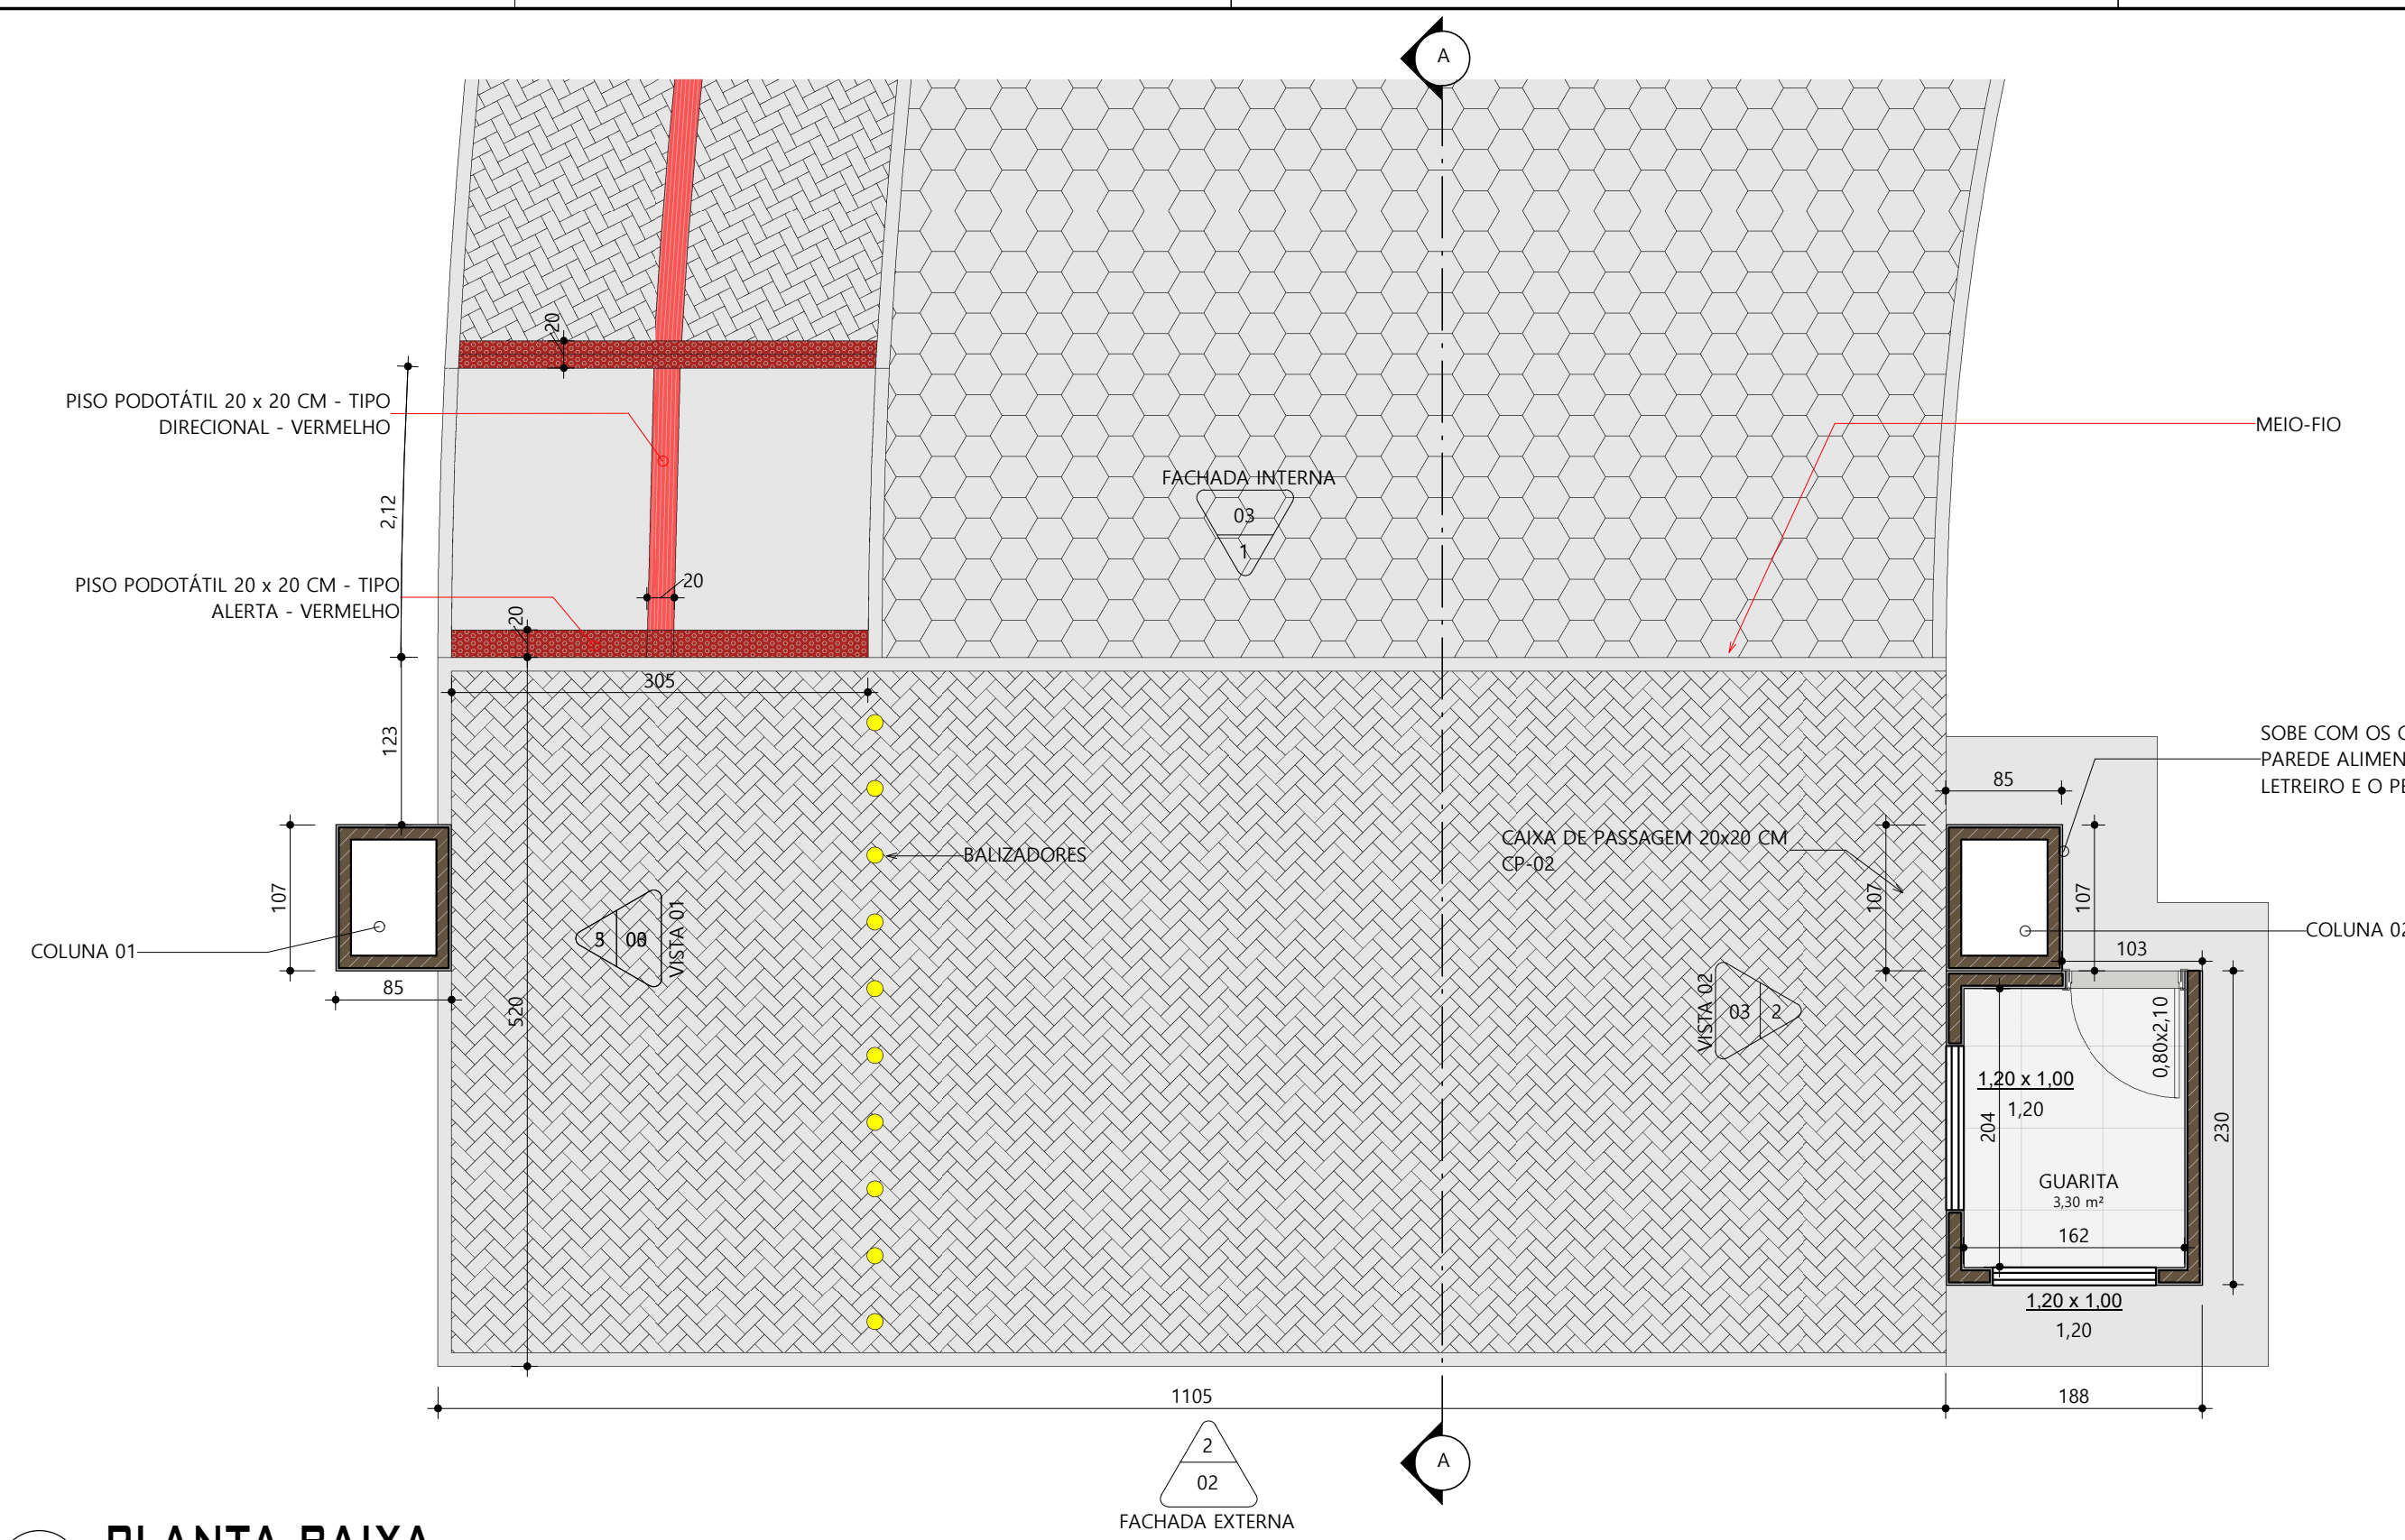 A
20
PISO PODOTÁTIL 20 x 20 CM - TIPO
DIRECIONAL - VERMELHO
MEIO-FIO
FACHADA INTERNA
03
1
2,12
PISO PODOTÁTIL 20 x 20 CM - TIPO
ALERTA - VERMELHO
20
20
305
123
SOBE COM OS
PAREDE
LETREIRO E O
85
CAIXA DE PASSAGEM 20x20 CM
CP-02
BALIZADORES
107
107
107
COLUNA 01
VISTA 01
COLUNA 02
103
85
520
VISTA 02
03
2
0,80x2,10
1,20 x 1,00
1,20
204
230
GUARITA
3,30 m²
162
1,20 x 1,00
1,20
1105
188
2
02
A
FACHADA EXTERNA
PLANTA BAIXA